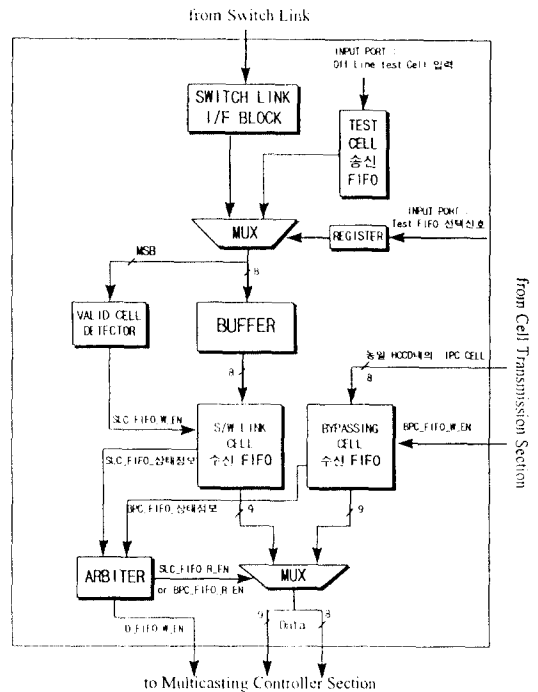 from Switch Link
INPUT PORT :
Off Line test Cell 입력
SWITCH LINK
I/F BLOCK
TEST
CELL
송신
FIFO
INPUT PORT :
Test FIFO 선택신호
MUX
REGISTER
MSB
8
VALID CELL
DETECTOR
BUFFER
from Cell Transmission Section
동일 HCCD내의 IPC CELL
8
8
SLC_FIFO_W_EN
S/W LINK
CELL
수신 FIFO
BYPASSING
CELL
수신 FIFO
BPC_FIFO_W_EN
SLC_FIFO_상태정보
BPC_FIFO_상태정보
9
9
ARBITER
SLC_FIFO_R_EN
or BPC_FIFO_R_EN
MUX
D_FIFO_W_EN
9
Data
8
to Multicasting Controller Section